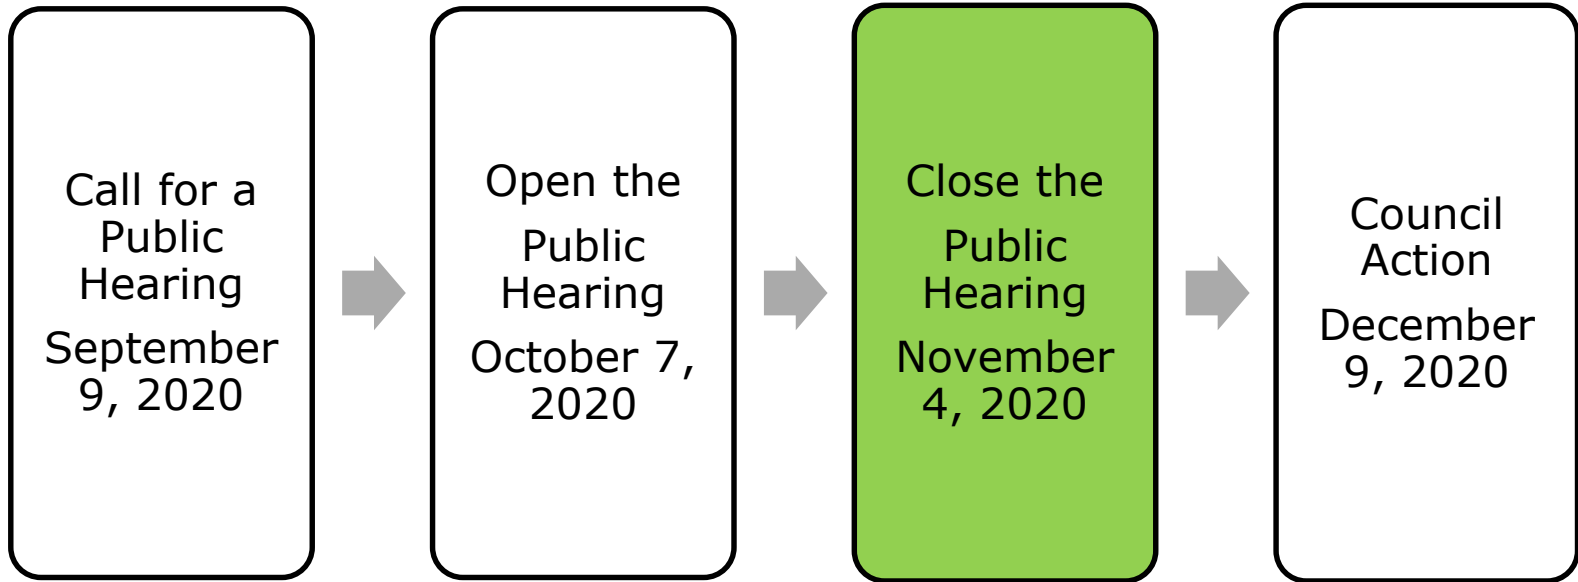 Call for a
Public
Hearing
September
9, 2020
Open the
Public
Hearing
October 7,
2020
Close the
Public
Hearing
November
4, 2020
Council
Action
December
9, 2020